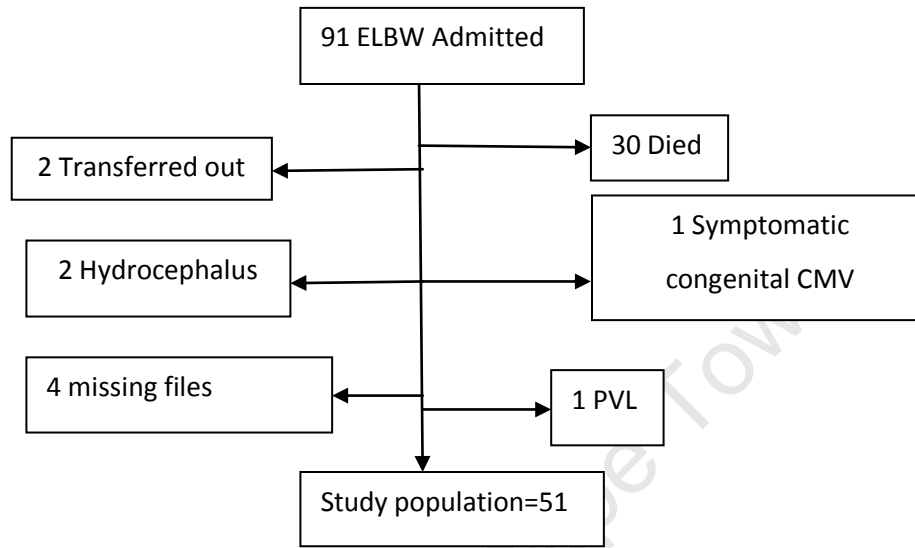 91 ELBW Admitted
30 Died
2 Transferred out
1 Symptomatic
congenital CMV
2 Hydrocephalus
4 missing files
1 PVL
Study population=51